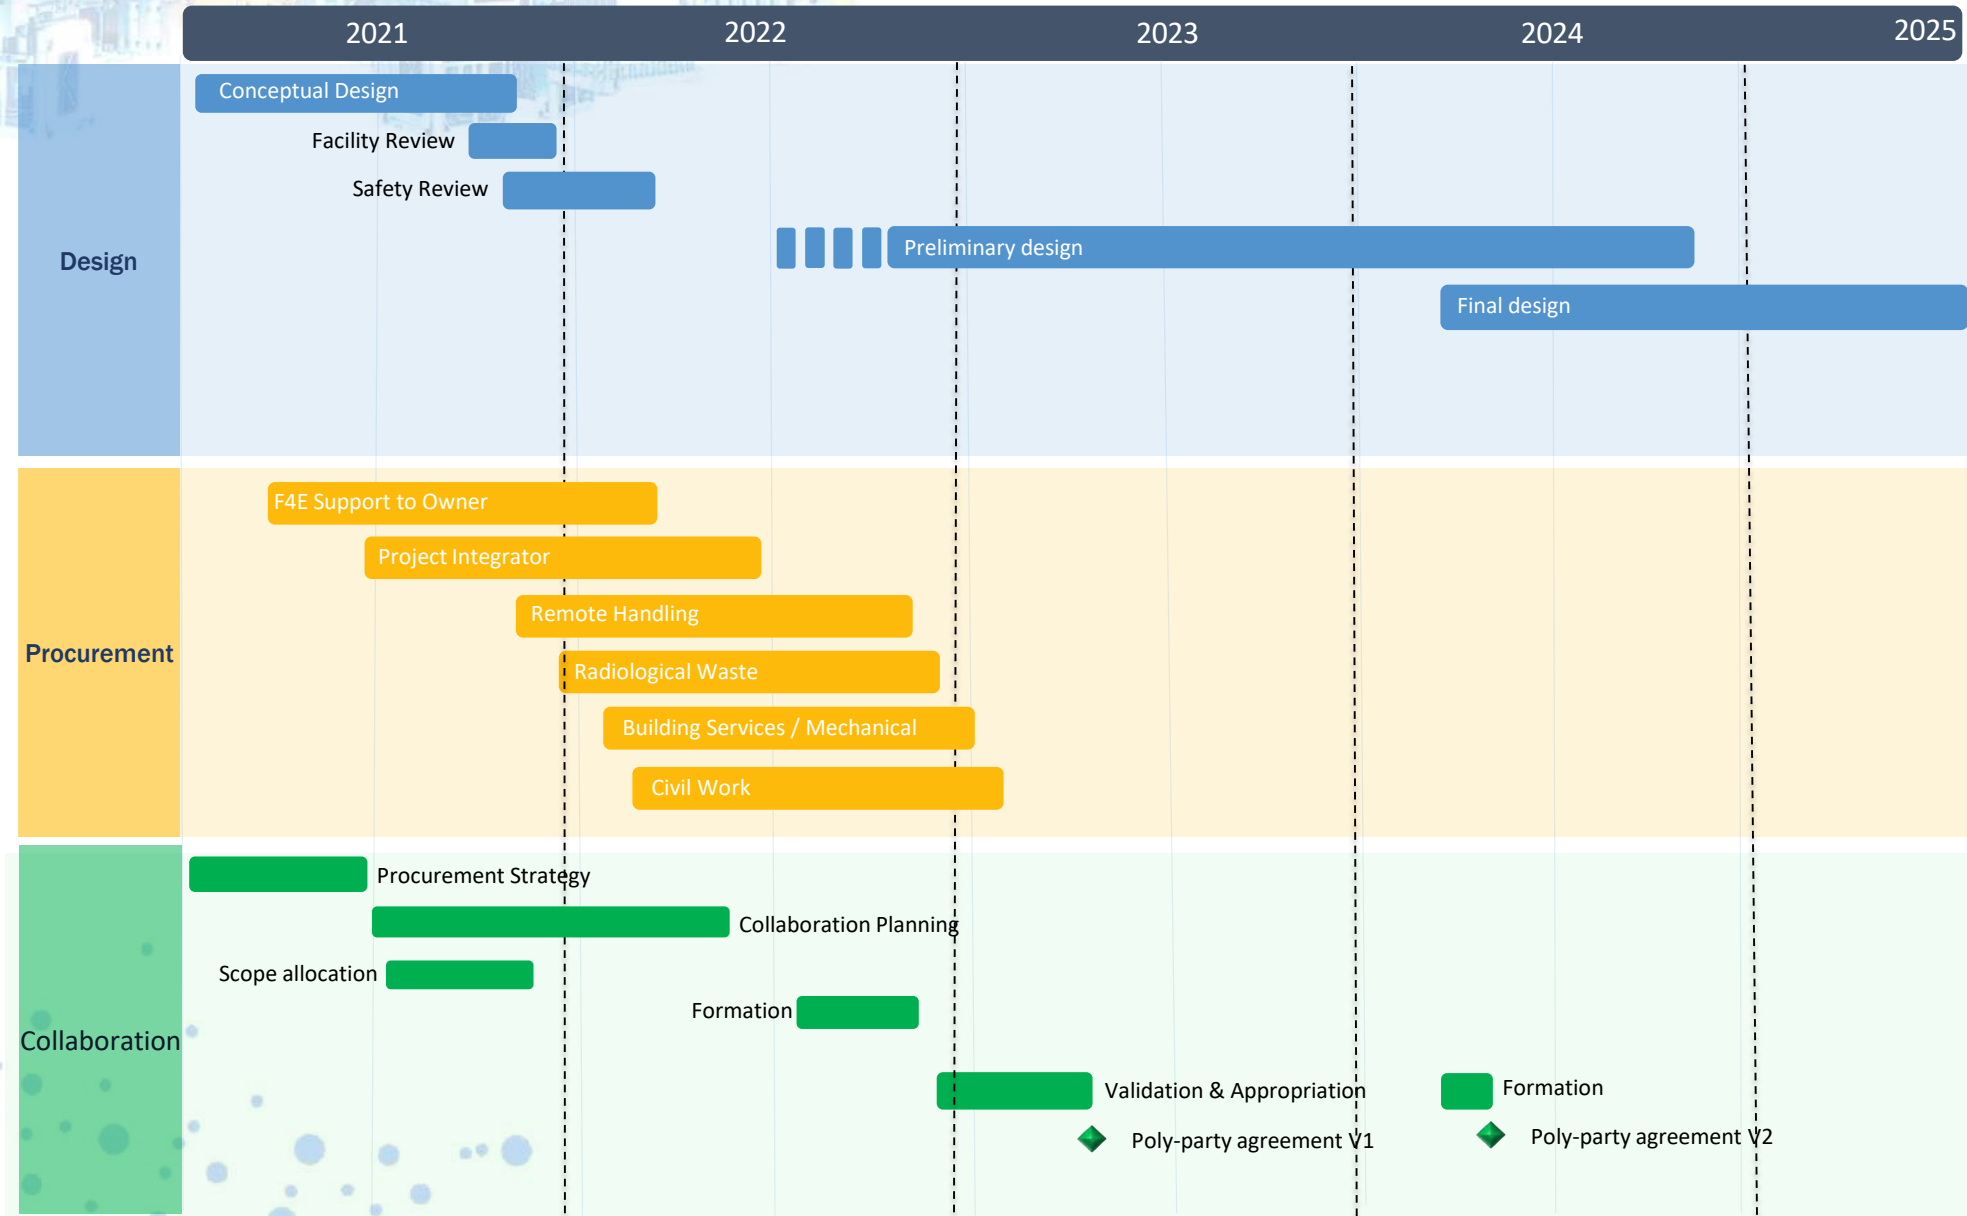 2021
2022
2023
2024
2025
Design
Conceptual Design
Facility Review
Safety Review
Preliminary design
Final design
Procurement
F4E Support to Owner
Project Integrator
Remote Handling
Radiological Waste
Building Services / Mechanical
Civil Work
Collaboration
Procurement Strategy
Collaboration Planning
Scope allocation
Formation
Validation & Appropriation
Formation
Poly-party agreement V1
Poly-party agreement V2